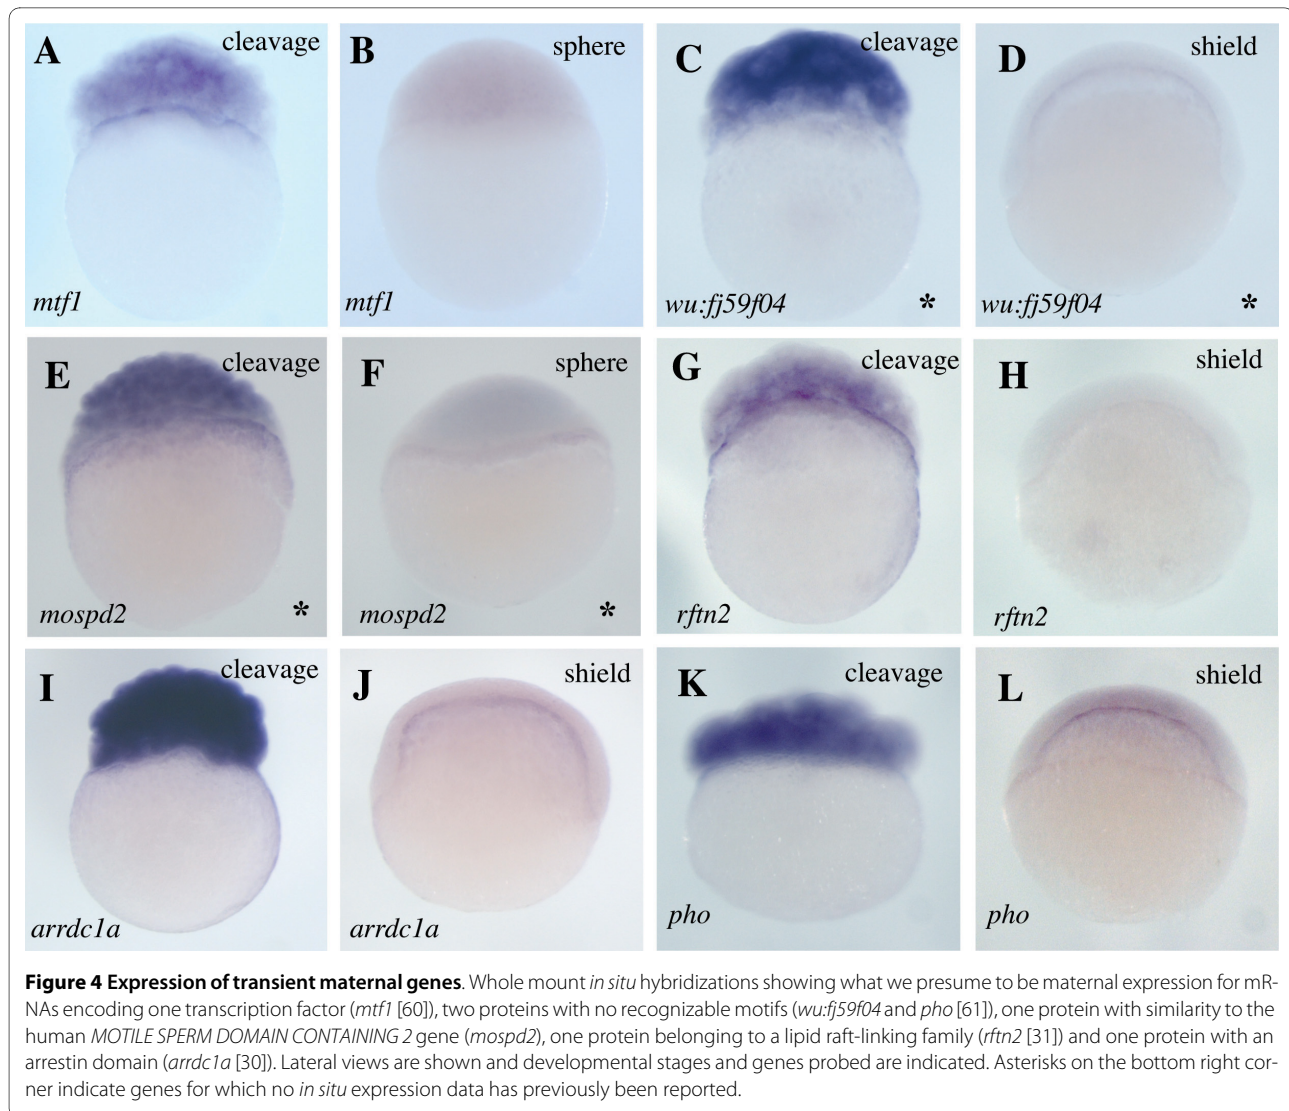 A cleavage
mtf1
B sphere
mtf1
C cleavage
wu:fj59f04 *
D shield
wu:fj59f04 *
E cleavage
mospd2 *
F sphere
mospd2 *
G cleavage
rftn2
H shield
rftn2
I cleavage
arrdc1a
J shield
arrdc1a
K cleavage
pho
L shield
pho
Figure 4 Expression of transient maternal genes. Whole mount in situ hybridizations showing what we presume to be maternal expression for mR-
NAs encoding one transcription factor (mtf1 [60]), two proteins with no recognizable motifs (wu:fj59f04 and pho [61]), one protein with similarity to the
human MOTILE SPERM DOMAIN CONTAINING 2 gene (mospd2), one protein belonging to a lipid raft-linking family (rftn2 [31]) and one protein with an
arrestin domain (arrdc1a [30]). Lateral views are shown and developmental stages and genes probed are indicated. Asterisks on the bottom right cor-
ner indicate genes for which no in situ expression data has previously been reported.